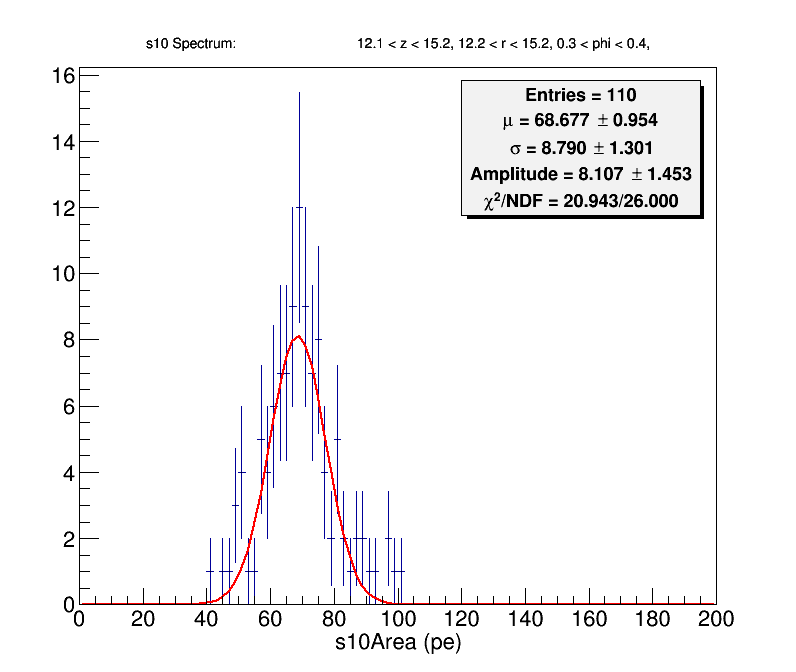 s10 Spectrum: 12.1 < z < 15.2, 12.2 < r < 15.2, 0.3 < phi < 0.4,
Entries = 110
μ = 68.677 ± 0.954
σ = 8.790 ± 1.301
Amplitude = 8.107 ± 1.453
χ²/NDF = 20.943/26.000
16
14
12
10
8
6
4
2
0
0 20 40 60 80 100 120 140 160 180 200
s10Area (pe)